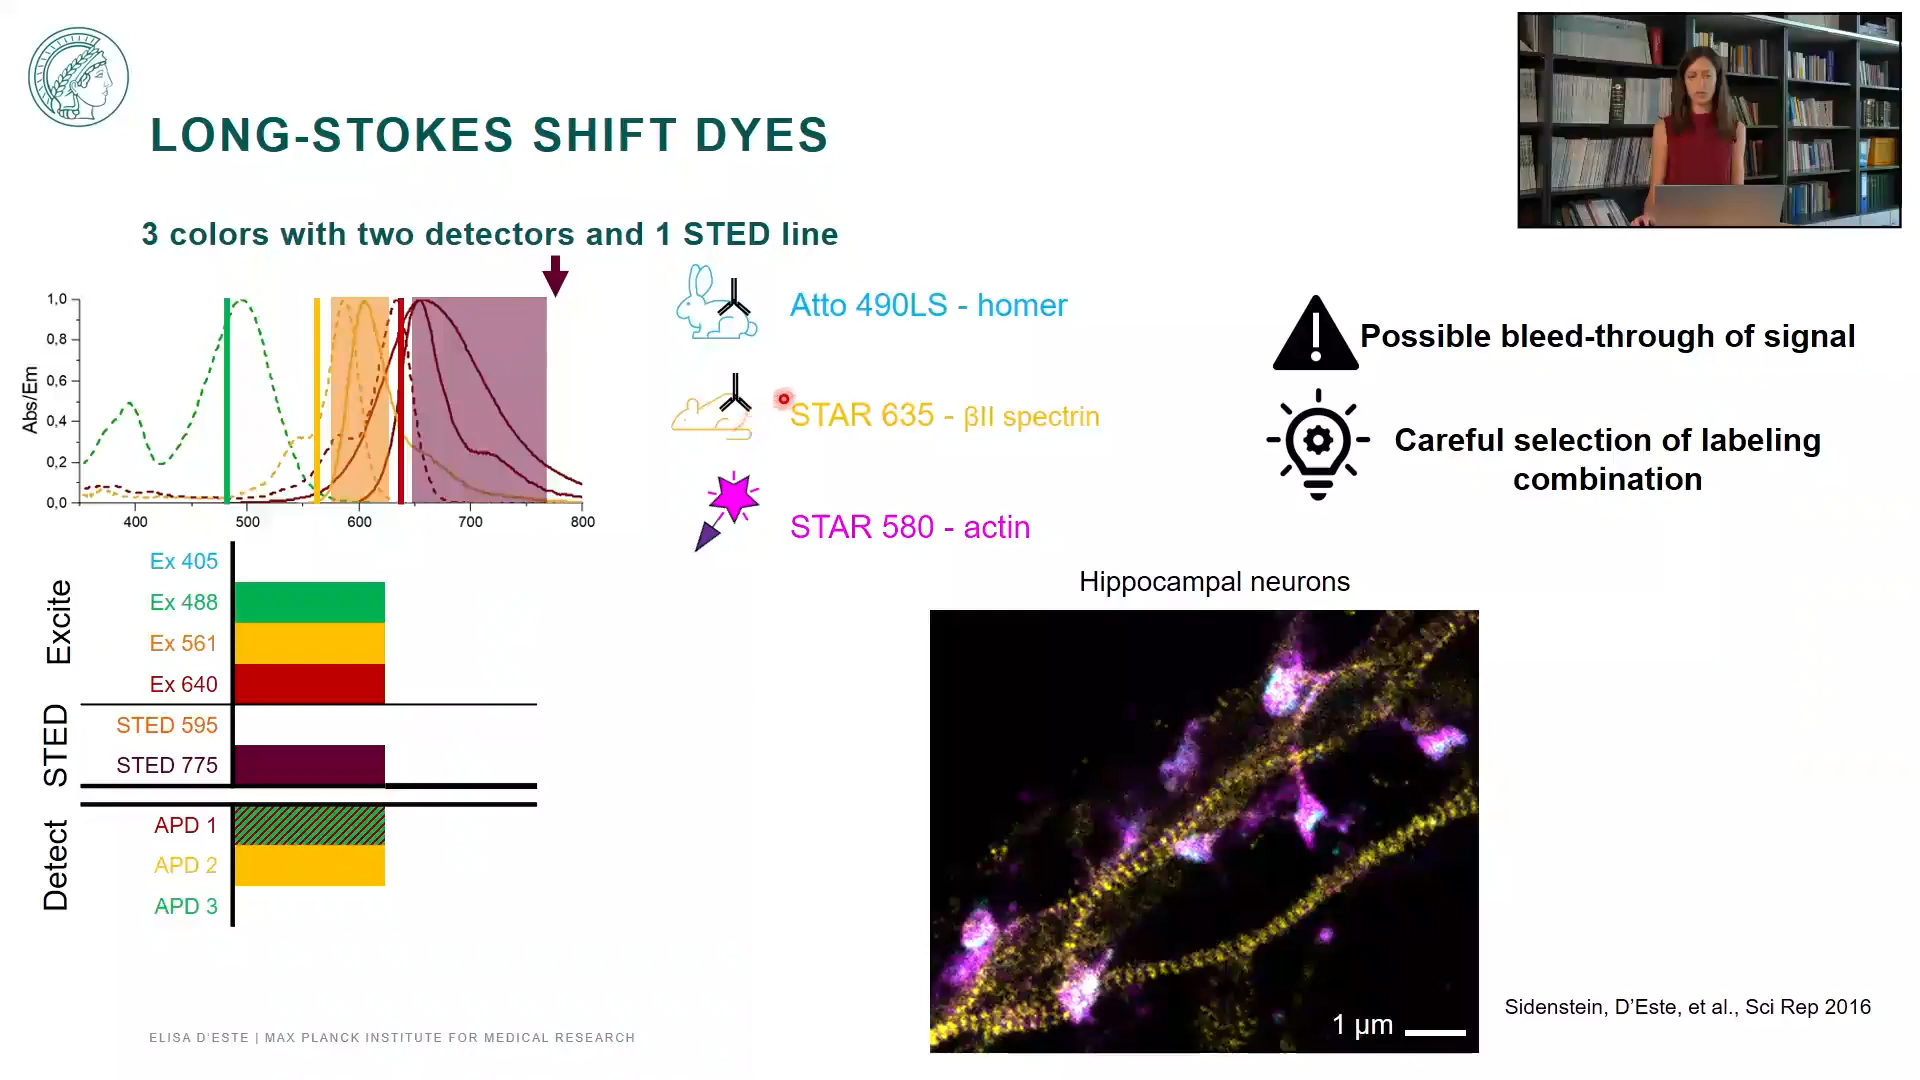 LONG-STOKES SHIFT DYES
3 colors with two detectors and 1 STED line
1,0
0,8
0,6
0,4
0,2
0,0
Abs/Em
400
500
600
700
800
Atto 490LS - homer
STAR 635 - βII spectrin
STAR 580 - actin
Possible bleed-through of signal
Careful selection of labeling
combination
Excite
Ex 405
Ex 488
Ex 561
Ex 640
STED
STED 595
STED 775
Detect
APD 1
APD 2
APD 3
Hippocampal neurons
1 µm
Sidenstein, D’Este, et al., Sci Rep 2016
ELISA D‘ESTE | MAX PLANCK INSTITUTE FOR MEDICAL RESEARCH